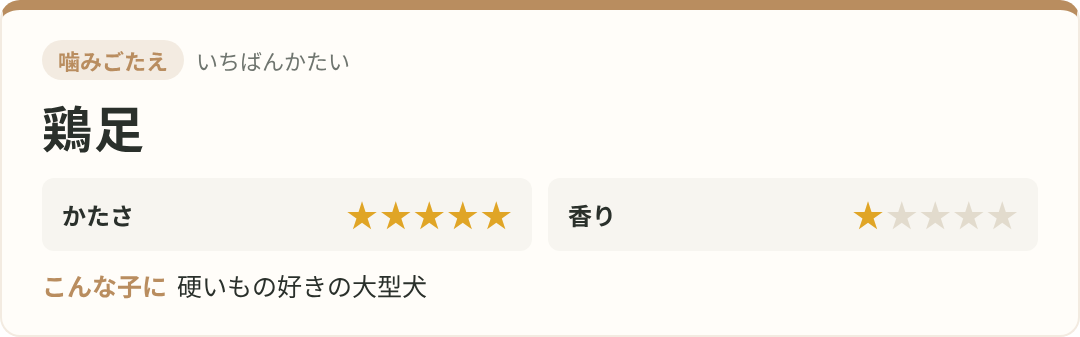 噛みごたえ いちばんかたい
鶏足
かたさ ★★★★★ 香り ★★★★★
こんな子に 硬いもの好きの大型犬